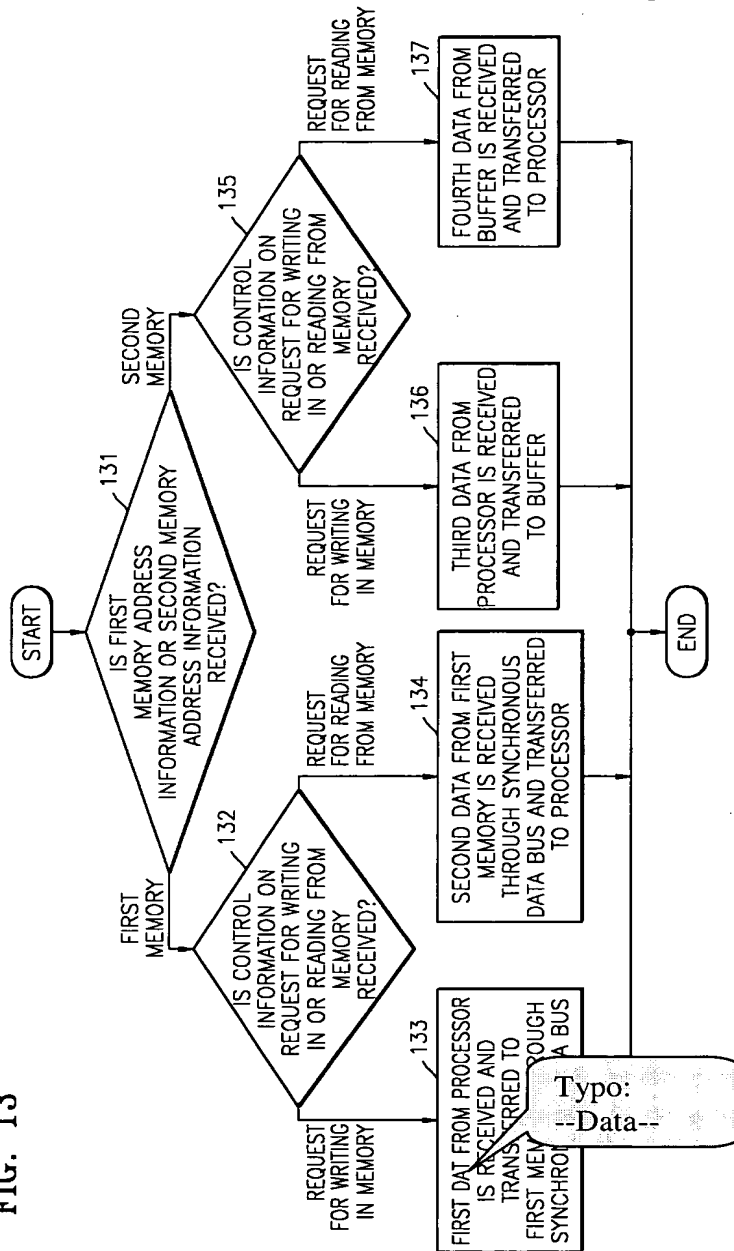 FIG. 13
START
131
IS FIRST
MEMORY ADDRESS
INFORMATION OR SECOND MEMORY
ADDRESS INFORMATION
RECEIVED?
FIRST
MEMORY
SECOND
MEMORY
132
IS CONTROL
INFORMATION ON
REQUEST FOR WRITING
IN OR READING FROM
MEMORY
RECEIVED?
135
IS CONTROL
INFORMATION ON
REQUEST FOR WRITING
IN OR READING FROM
MEMORY
RECEIVED?
REQUEST
FOR WRITING
IN MEMORY
REQUEST
FOR READING
FROM MEMORY
REQUEST
FOR WRITING
IN MEMORY
REQUEST
FOR READING
FROM MEMORY
133
FIRST DAT FROM PROCESSOR
IS RECEIVED AND
TRANSFERRED TO
FIRST
BUS
Typo:
--Data--
134
SECOND DATA FROM FIRST
MEMORY IS RECEIVED
THROUGH SYNCHRONOUS
DATA BUS AND TRANSFERRED
TO PROCESSOR
136
THIRD DATA FROM
PROCESSOR IS RECEIVED
AND TRANSFERRED
TO BUFFER
137
FOURTH DATA FROM
BUFFER IS RECEIVED
AND TRANSFERRED
TO PROCESSOR
END